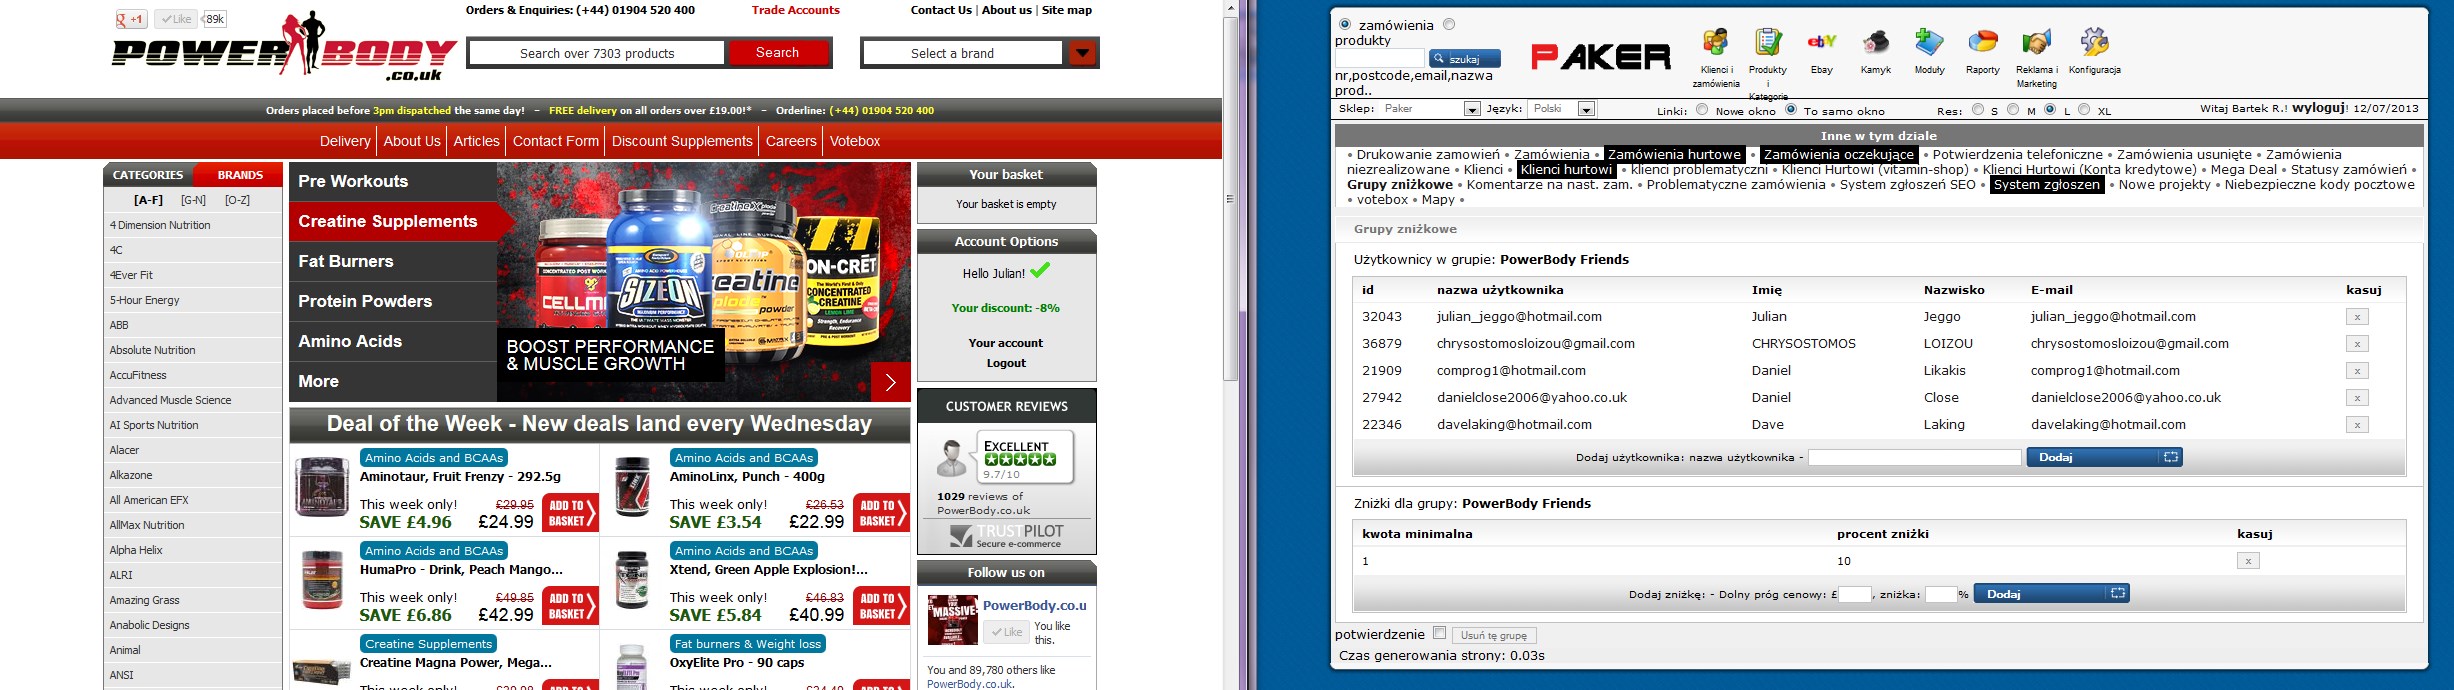 +1 Like 89k
POWER BODY
.co.uk
Orders & Enquiries: (+44) 01904 520 400 Trade Accounts Contact Us | About us | Site map
Search over 7303 products Search Select a brand
Orders placed before 3pm dispatched the same day! – FREE delivery on all orders over £19.00!* – Orderline: (+44) 01904 520 400
Delivery About Us Articles Contact Form Discount Supplements Careers Votebox
CATEGORIES BRANDS
[A-F] [G-N] [O-Z]
4 Dimension Nutrition
4C
4Ever Fit
5-Hour Energy
ABB
Absolute Nutrition
AccuFitness
Advanced Muscle Science
AI Sports Nutrition
Alacer
Alkazone
All American EFX
AllMax Nutrition
Alpha Helix
ALRI
Amazing Grass
Anabolic Designs
Animal
ANSI
Pre Workouts
Creatine Supplements
Fat Burners
Protein Powders
Amino Acids
More
CELLM
SIZEON
eatine
plode
powder
CON-CRĒT
CONCENTRATED
CREATINE
BOOST PERFORMANCE
& MUSCLE GROWTH
Deal of the Week - New deals land every Wednesday
Amino Acids and BCAAs
Aminotaur, Fruit Frenzy - 292.5g
This week only! £29.95
SAVE £4.96 £24.99
ADD TO
BASKET
Amino Acids and BCAAs
AminoLinx, Punch - 400g
This week only! £26.53
SAVE £3.54 £22.99
ADD TO
BASKET
Amino Acids and BCAAs
HumaPro - Drink, Peach Mango...
This week only! £49.85
SAVE £6.86 £42.99
ADD TO
BASKET
Amino Acids and BCAAs
Xtend, Green Apple Explosion!...
This week only! £46.83
SAVE £5.84 £40.99
ADD TO
BASKET
Creatine Supplements
Creatine Magna Power, Mega...
Fat burners & Weight loss
OxyElite Pro - 90 caps
Your basket
Your basket is empty
Account Options
Hello Julian!
Your discount: -8%
Your account
Logout
CUSTOMER REVIEWS
EXCELLENT
9.7/10
1029 reviews of
PowerBody.co.uk
TRUSTPILOT
Secure e-commerce
Follow us on
MASSIVE
PowerBody.co.u
Like You like
this.
You and 89,780 others like
PowerBody.co.uk.
zamówienia
produkty
szukaj
nr,postcode,email,nazwa
prod..
PAKER
Klienci i
zamówienia
Produkty
i
Kategorie
ebY
Ebay
Kamyk
Moduły
Raporty
Reklama i
Marketing
Konfiguracja
Sklep: Paker Język: Polski Linki: Nowe okno To samo okno Res: S M L XL Witaj Bartek R.! wyloguj! 12/07/2013
Inne w tym dziale
• Drukowanie zamowień • Zamówienia • Zamówienia hurtowe • Zamówienia oczekujące • Potwierdzenia telefoniczne • Zamówienia usunięte • Zamówienia
niezrealizowane • Klienci • Klienci hurtowi • klienci problematyczni • Klienci Hurtowi (vitamin-shop) • Klienci Hurtowi (Konta kredytowe) • Mega Deal • Statusy zamówień •
Grupy zniżkowe • Komentarze na nast. zam. • Problematyczne zamówienia • System zgłoszeń SEO • System zgłoszen • Nowe projekty • Niebezpieczne kody pocztowe
• votebox • Mapy •
Grupy zniżkowe
Użytkownicy w grupie: PowerBody Friends
id nazwa użytkownika Imię Nazwisko E-mail kasuj
32043 julian_jeggo@hotmail.com Julian Jeggo julian_jeggo@hotmail.com x
36879 chrysostomosloizou@gmail.com CHRYSOSTOMOS LOIZOU chrysostomosloizou@gmail.com x
21909 comprog1@hotmail.com Daniel Likakis comprog1@hotmail.com x
27942 danielclose2006@yahoo.co.uk Daniel Close danielclose2006@yahoo.co.uk x
22346 davelaking@hotmail.com Dave Laking davelaking@hotmail.com x
Dodaj użytkownika: nazwa użytkownika - Dodaj
Zniżki dla grupy: PowerBody Friends
kwota minimalna procent zniżki kasuj
1 10 x
Dodaj zniżkę: - Dolny próg cenowy: £ , zniżka: % Dodaj
potwierdzenie Usuń tę grupę
Czas generowania strony: 0.03s